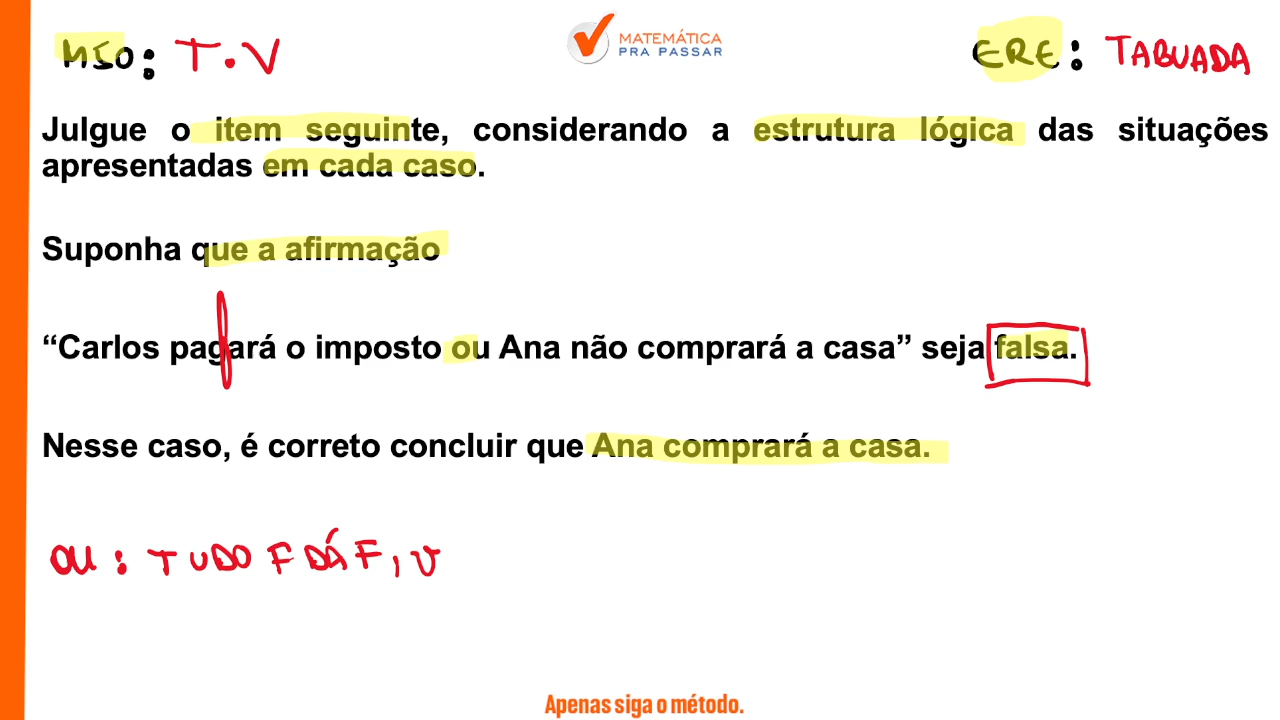 MSO: T.V
MATEMÁTICA
PRA PASSAR
ERE: TABUADA
Julgue o item seguinte, considerando a estrutura lógica das situações
apresentadas em cada caso.
Suponha que a afirmação
“Carlos pagará o imposto ou Ana não comprará a casa” seja falsa.
Nesse caso, é correto concluir que Ana comprará a casa.
OU: TUDO F DÁ F, V
Apenas siga o método.